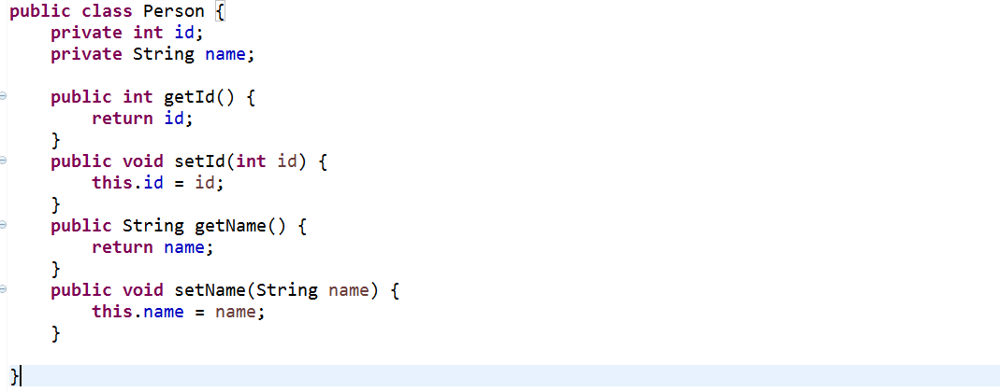 public class Person {
    private int id;
    private String name;

    public int getId() {
        return id;
    }
    public void setId(int id) {
        this.id = id;
    }
    public String getName() {
        return name;
    }
    public void setName(String name) {
        this.name = name;
    }

}